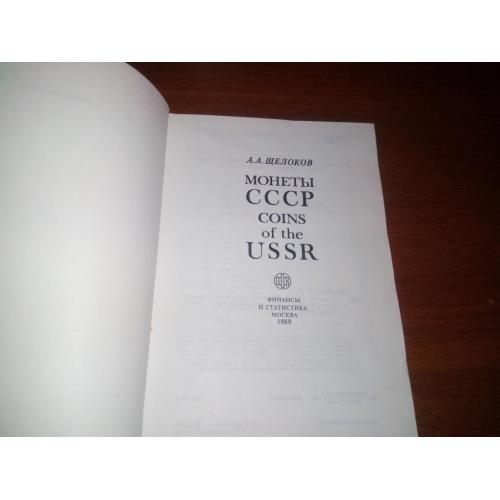 А.А.ЩЕЛОКОВ
МОНЕТЫ
СССР
COINS
of the
USSR
ФИНАНСЫ
И СТАТИСТИКА
МОСКВА
1989